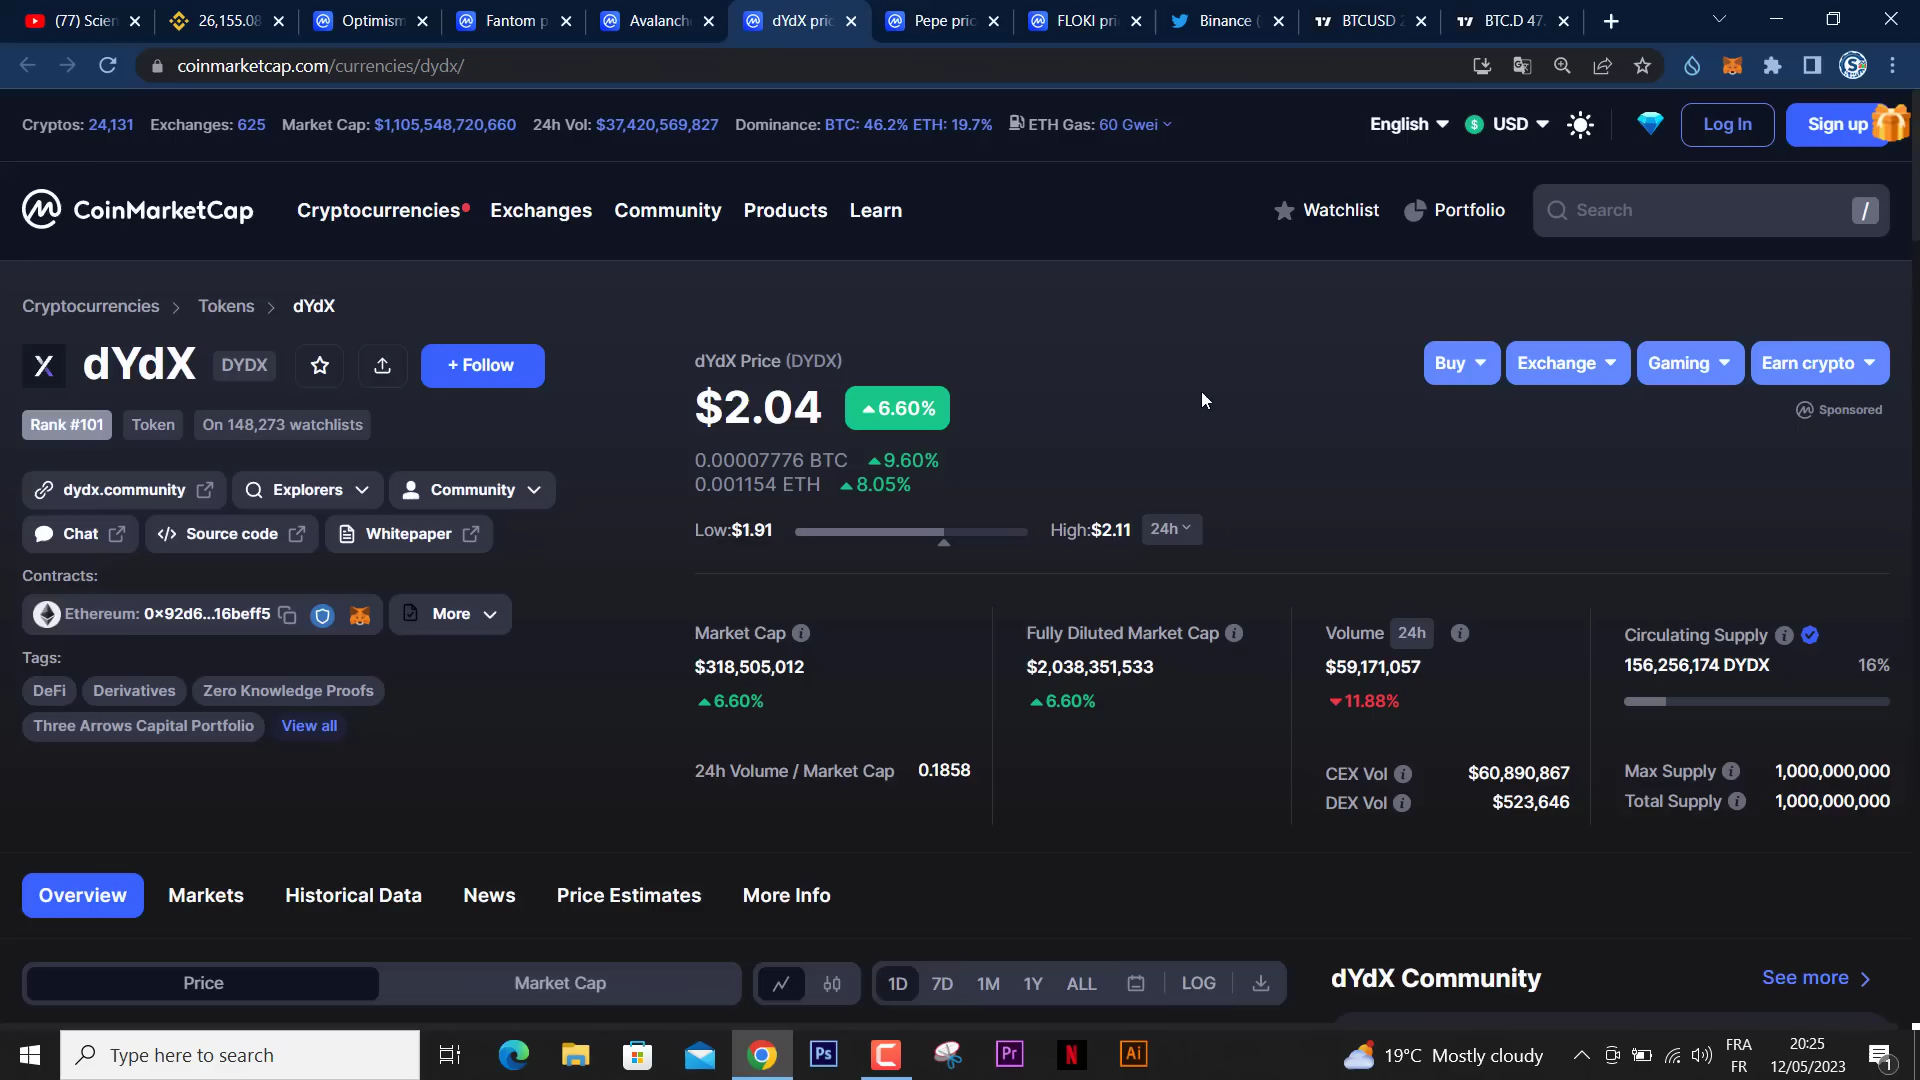 (77) Scien
26,155.08
Optimism
Fantom p
Avalanche
dYdX pric
Pepe pric
FLOKI pri
Binance (
BTCUSD 2
BTC.D 47.
coinmarketcap.com/currencies/dydx/
Cryptos: 24,131 Exchanges: 625 Market Cap: $1,105,548,720,660 24h Vol: $37,420,569,827 Dominance: BTC: 46.2% ETH: 19.7% ETH Gas: 60 Gwei
English USD Log In Sign up
CoinMarketCap Cryptocurrencies Exchanges Community Products Learn
Watchlist Portfolio Search /
Cryptocurrencies > Tokens > dYdX
dYdX DYDX + Follow
Rank #101 Token On 148,273 watchlists
dydx.community Explorers Community
Chat Source code Whitepaper
Contracts:
Ethereum: 0x92d6...16beff5 More
Tags:
DeFi Derivatives Zero Knowledge Proofs
Three Arrows Capital Portfolio View all
dYdX Price (DYDX)
$2.04 6.60%
0.00007776 BTC 9.60%
0.001154 ETH 8.05%
Low:$1.91 High:$2.11 24h
Buy Exchange Gaming Earn crypto
Sponsored
Market Cap
$318,505,012
6.60%
24h Volume / Market Cap 0.1858
Fully Diluted Market Cap
$2,038,351,533
6.60%
Volume 24h
$59,171,057
11.88%
CEX Vol $60,890,867
DEX Vol $523,646
Circulating Supply
156,256,174 DYDX 16%
Max Supply 1,000,000,000
Total Supply 1,000,000,000
Overview Markets Historical Data News Price Estimates More Info
Price Market Cap 1D 7D 1M 1Y ALL LOG
dYdX Community See more >
Type here to search
Ps
Pr
N
Ai
19°C Mostly cloudy
FRA
FR
20:25
12/05/2023
1